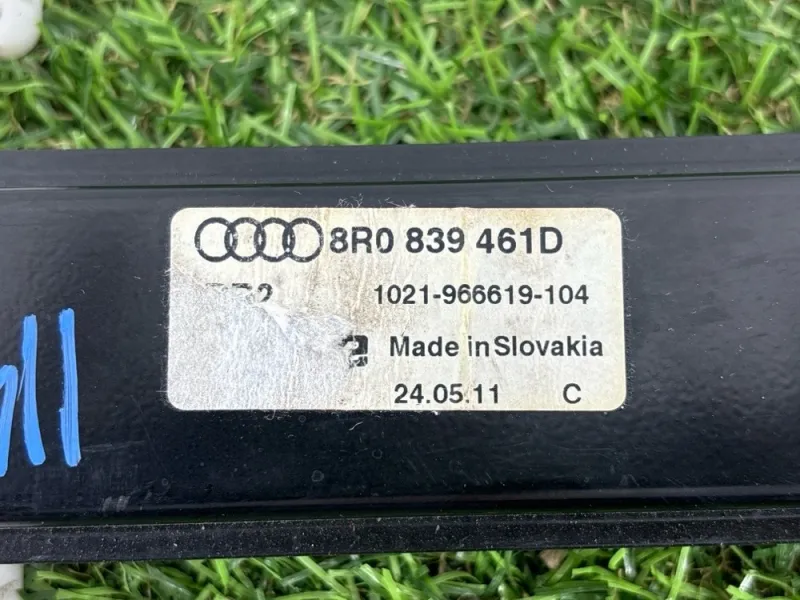 8R0 839 461D
1021-966619-104
Made in Slovakia
24.05.11 C